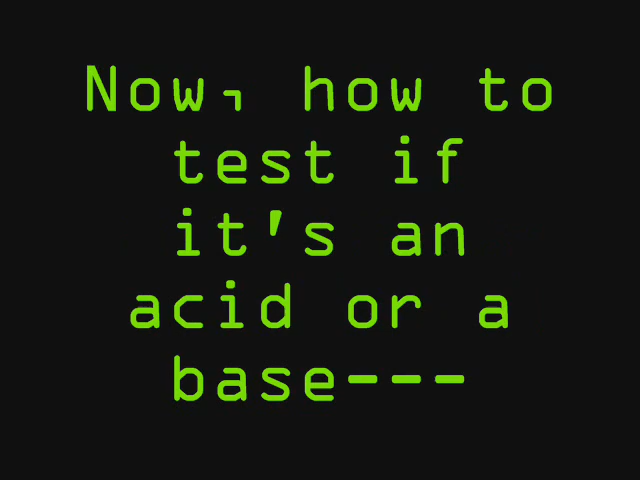 Now, how to
test if
it's an
acid or a
base---